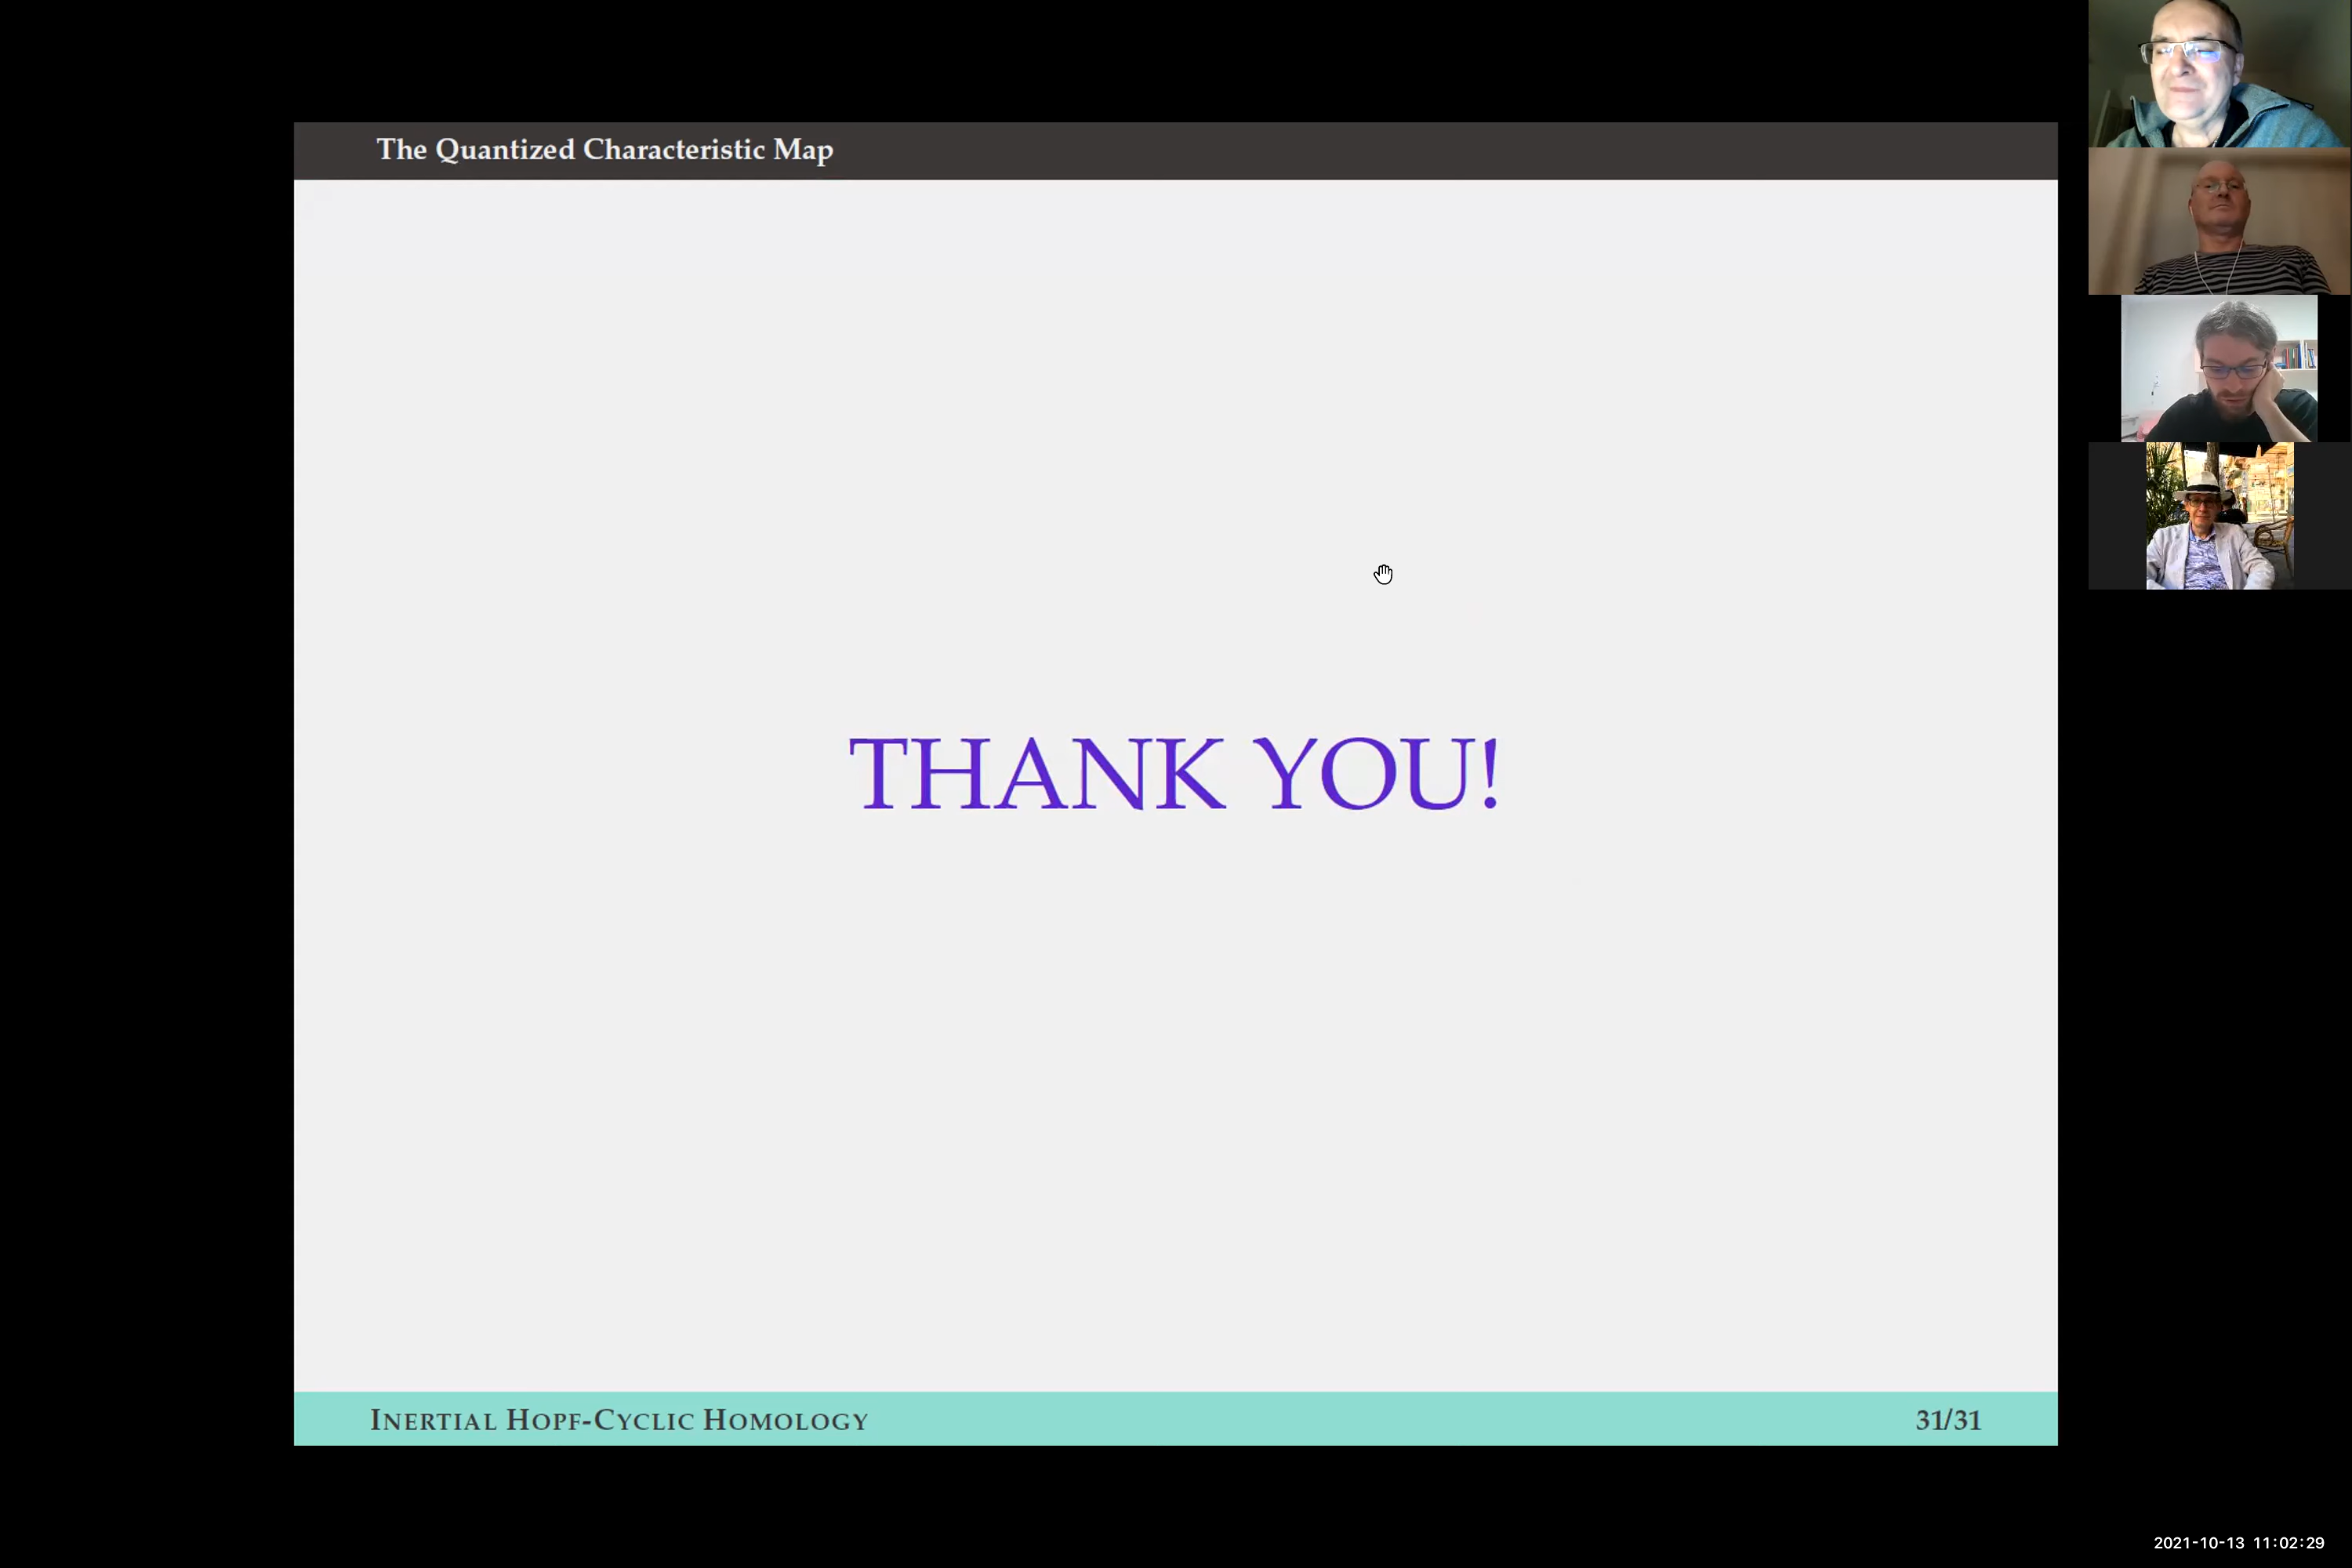 The Quantized Characteristic Map
THANK YOU!
INERTIAL HOPF-CYCLIC HOMOLOGY
31/31
2021-10-13 11:02:29